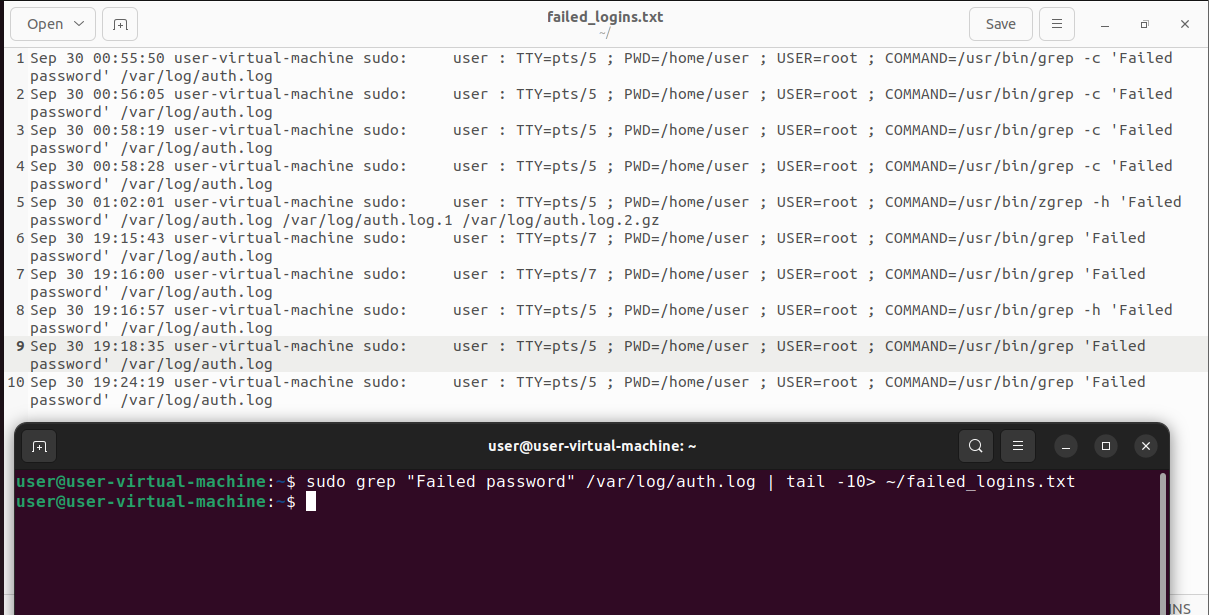 Open
failed_logins.txt
~/
Save
1 Sep 30 00:55:50 user-virtual-machine sudo:     user : TTY=pts/5 ; PWD=/home/user ; USER=root ; COMMAND=/usr/bin/grep -c 'Failed
password' /var/log/auth.log
2 Sep 30 00:56:05 user-virtual-machine sudo:     user : TTY=pts/5 ; PWD=/home/user ; USER=root ; COMMAND=/usr/bin/grep -c 'Failed
password' /var/log/auth.log
3 Sep 30 00:58:19 user-virtual-machine sudo:     user : TTY=pts/5 ; PWD=/home/user ; USER=root ; COMMAND=/usr/bin/grep -c 'Failed
password' /var/log/auth.log
4 Sep 30 00:58:28 user-virtual-machine sudo:     user : TTY=pts/5 ; PWD=/home/user ; USER=root ; COMMAND=/usr/bin/grep -c 'Failed
password' /var/log/auth.log
5 Sep 30 01:02:01 user-virtual-machine sudo:     user : TTY=pts/5 ; PWD=/home/user ; USER=root ; COMMAND=/usr/bin/zgrep -h 'Failed
password' /var/log/auth.log /var/log/auth.log.1 /var/log/auth.log.2.gz
6 Sep 30 19:15:43 user-virtual-machine sudo:     user : TTY=pts/7 ; PWD=/home/user ; USER=root ; COMMAND=/usr/bin/grep 'Failed
password' /var/log/auth.log
7 Sep 30 19:16:00 user-virtual-machine sudo:     user : TTY=pts/7 ; PWD=/home/user ; USER=root ; COMMAND=/usr/bin/grep 'Failed
password' /var/log/auth.log
8 Sep 30 19:16:57 user-virtual-machine sudo:     user : TTY=pts/5 ; PWD=/home/user ; USER=root ; COMMAND=/usr/bin/grep -h 'Failed
password' /var/log/auth.log
9 Sep 30 19:18:35 user-virtual-machine sudo:     user : TTY=pts/5 ; PWD=/home/user ; USER=root ; COMMAND=/usr/bin/grep 'Failed
password' /var/log/auth.log
10 Sep 30 19:24:19 user-virtual-machine sudo:     user : TTY=pts/5 ; PWD=/home/user ; USER=root ; COMMAND=/usr/bin/grep 'Failed
password' /var/log/auth.log
user@user-virtual-machine: ~
user@user-virtual-machine:~$ sudo grep "Failed password" /var/log/auth.log | tail -10> ~/failed_logins.txt
user@user-virtual-machine:~$